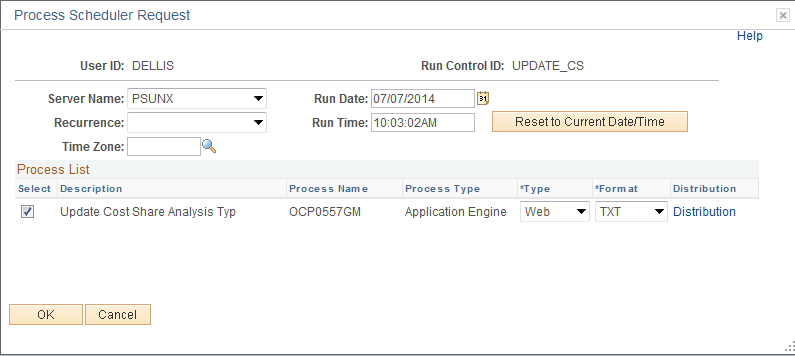 Process Scheduler Request
Help
User ID: DELLIS Run Control ID: UPDATE_CS
Server Name: PSUNX Run Date: 07/07/2014 31
Recurrence: Run Time: 10:03:02AM Reset to Current Date/Time
Time Zone:
Process List
Select Description Process Name Process Type *Type *Format Distribution
Update Cost Share Analysis Typ OCP0557GM Application Engine Web TXT Distribution
OK Cancel